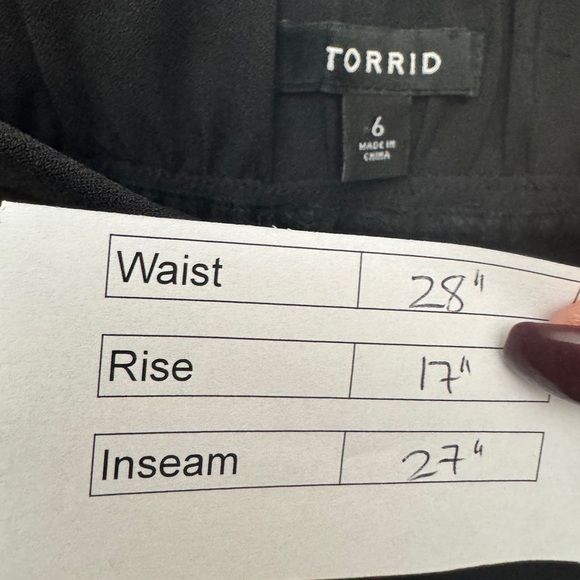 TORRID
6
MADE IN
CHINA
Waist 28"
Rise 17"
Inseam 27"